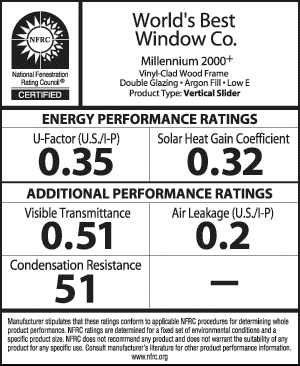 NFRC
National Fenestration
Rating Council®
CERTIFIED
World's Best
Window Co.
Millennium 2000+
Vinyl-Clad Wood Frame
Double Glazing • Argon Fill • Low E
Product Type: Vertical Slider
ENERGY PERFORMANCE RATINGS
U-Factor (U.S./I-P)
0.35
Solar Heat Gain Coefficient
0.32
ADDITIONAL PERFORMANCE RATINGS
Visible Transmittance
0.51
Air Leakage (U.S./I-P)
0.2
Condensation Resistance
51
—
Manufacturer stipulates that these ratings conform to applicable NFRC procedures for determining whole
product performance. NFRC ratings are determined for a fixed set of environmental conditions and a
specific product size. NFRC does not recommend any product and does not warrant the suitability of any
product for any specific use. Consult manufacturer's literature for other product performance information.
www.nfrc.org